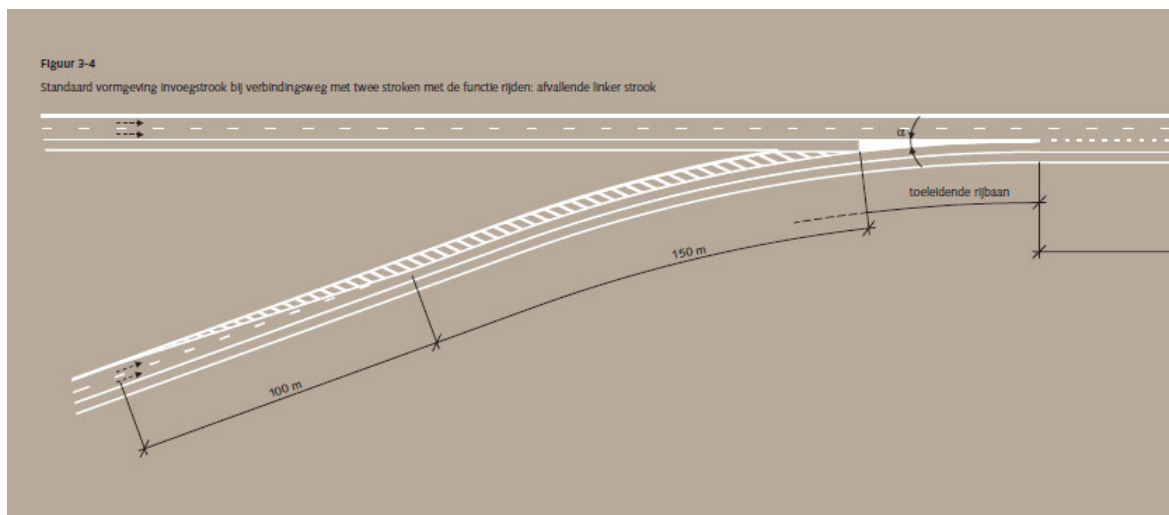 Figuur 3-4
Standaard vormgeving invoegstrook bij verbindingsweg met twee stroken met de functie rijden: afvallende linker strook
α
toeleidende rijbaan
150 m
100 m